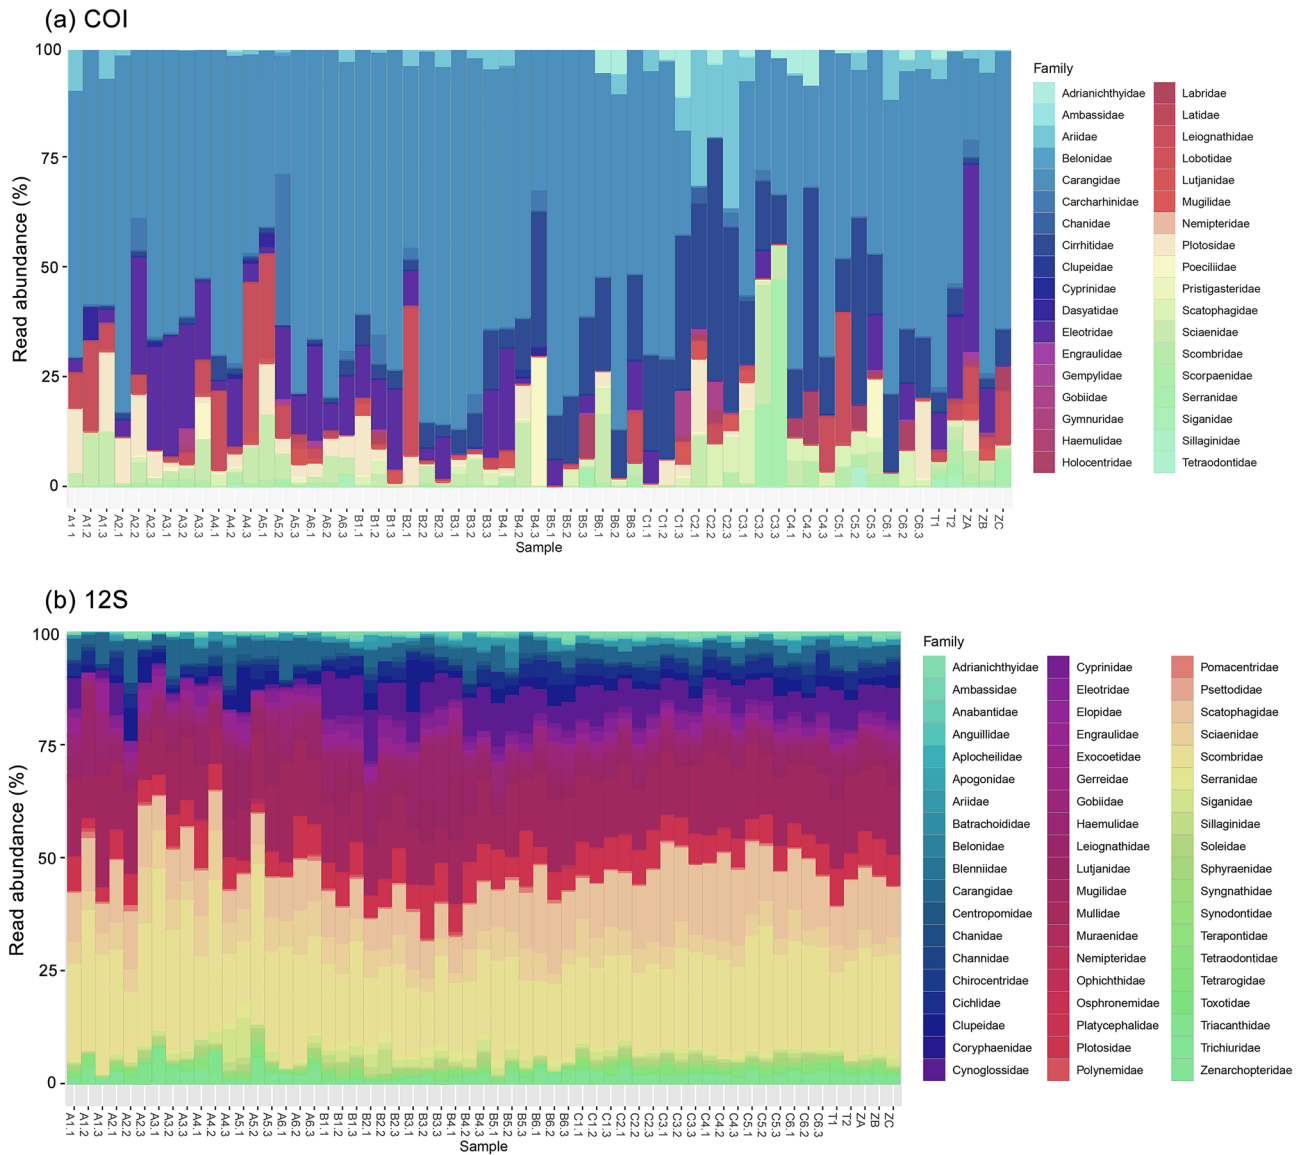 (a) COI
100
75
50
25
0
Read abundance (%)
A1.1 A1.2 A1.3 A2.1 A2.2 A2.3 A3.1 A3.2 A3.3 A4.1 A4.2 A4.3 A5.1 A5.2 A5.3 A6.1 A6.2 A6.3 B1.1 B1.2 B1.3 B2.1 B2.2 B2.3 B3.1 B3.2 B3.3 B4.1 B4.2 B4.3 B5.1 B5.2 B5.3 B6.1 B6.2 B6.3 C1.1 C1.2 C1.3 C2.1 C2.2 C2.3 C3.1 C3.2 C3.3 C4.1 C4.2 C4.3 C5.1 C5.2 C5.3 C6.1 C6.2 C6.3 T1 T2 ZA ZB ZC
Sample
Family
Adrianichthyidae
Ambassidae
Ariidae
Belonidae
Carangidae
Carcharhinidae
Chanidae
Cirrhitidae
Clupeidae
Cyprinidae
Dasyatidae
Eleotridae
Engraulidae
Gempylidae
Gobiidae
Gymnuridae
Haemulidae
Holocentridae
Labridae
Latidae
Leiognathidae
Lobotidae
Lutjanidae
Mugilidae
Nemipteridae
Plotosidae
Poeciliidae
Pristigasteridae
Scatophagidae
Sciaenidae
Scombridae
Scorpaenidae
Serranidae
Siganidae
Sillaginidae
Tetraodontidae
(b) 12S
100
75
50
25
0
Read abundance (%)
A1.1 A1.2 A1.3 A2.1 A2.2 A2.3 A3.1 A3.2 A3.3 A4.1 A4.2 A4.3 A5.1 A5.2 A5.3 A6.1 A6.2 A6.3 B1.1 B1.2 B1.3 B2.1 B2.2 B2.3 B3.1 B3.2 B3.3 B4.1 B4.2 B4.3 B5.1 B5.2 B5.3 B6.1 B6.2 B6.3 C1.1 C1.2 C1.3 C2.1 C2.2 C2.3 C3.1 C3.2 C3.3 C4.1 C4.2 C4.3 C5.1 C5.2 C5.3 C6.1 C6.2 C6.3 T1 T2 ZA ZB ZC
Sample
Family
Adrianichthyidae
Ambassidae
Anabantidae
Anguillidae
Aplocheilidae
Apogonidae
Ariidae
Batrachoididae
Belonidae
Blenniidae
Carangidae
Centropomidae
Chanidae
Channidae
Chirocentridae
Cichlidae
Clupeidae
Coryphaenidae
Cynoglossidae
Cyprinidae
Eleotridae
Elopidae
Engraulidae
Exocoetidae
Gerreidae
Gobiidae
Haemulidae
Leiognathidae
Lutjanidae
Mugilidae
Mullidae
Muraenidae
Nemipteridae
Ophichthidae
Osphronemidae
Platycephalidae
Plotosidae
Polynemidae
Pomacentridae
Psettodidae
Scatophagidae
Sciaenidae
Scombridae
Serranidae
Siganidae
Sillaginidae
Soleidae
Sphyraenidae
Syngnathidae
Synodontidae
Terapontidae
Tetraodontidae
Tetrarogidae
Toxotidae
Triacanthidae
Trichiuridae
Zenarchopteridae